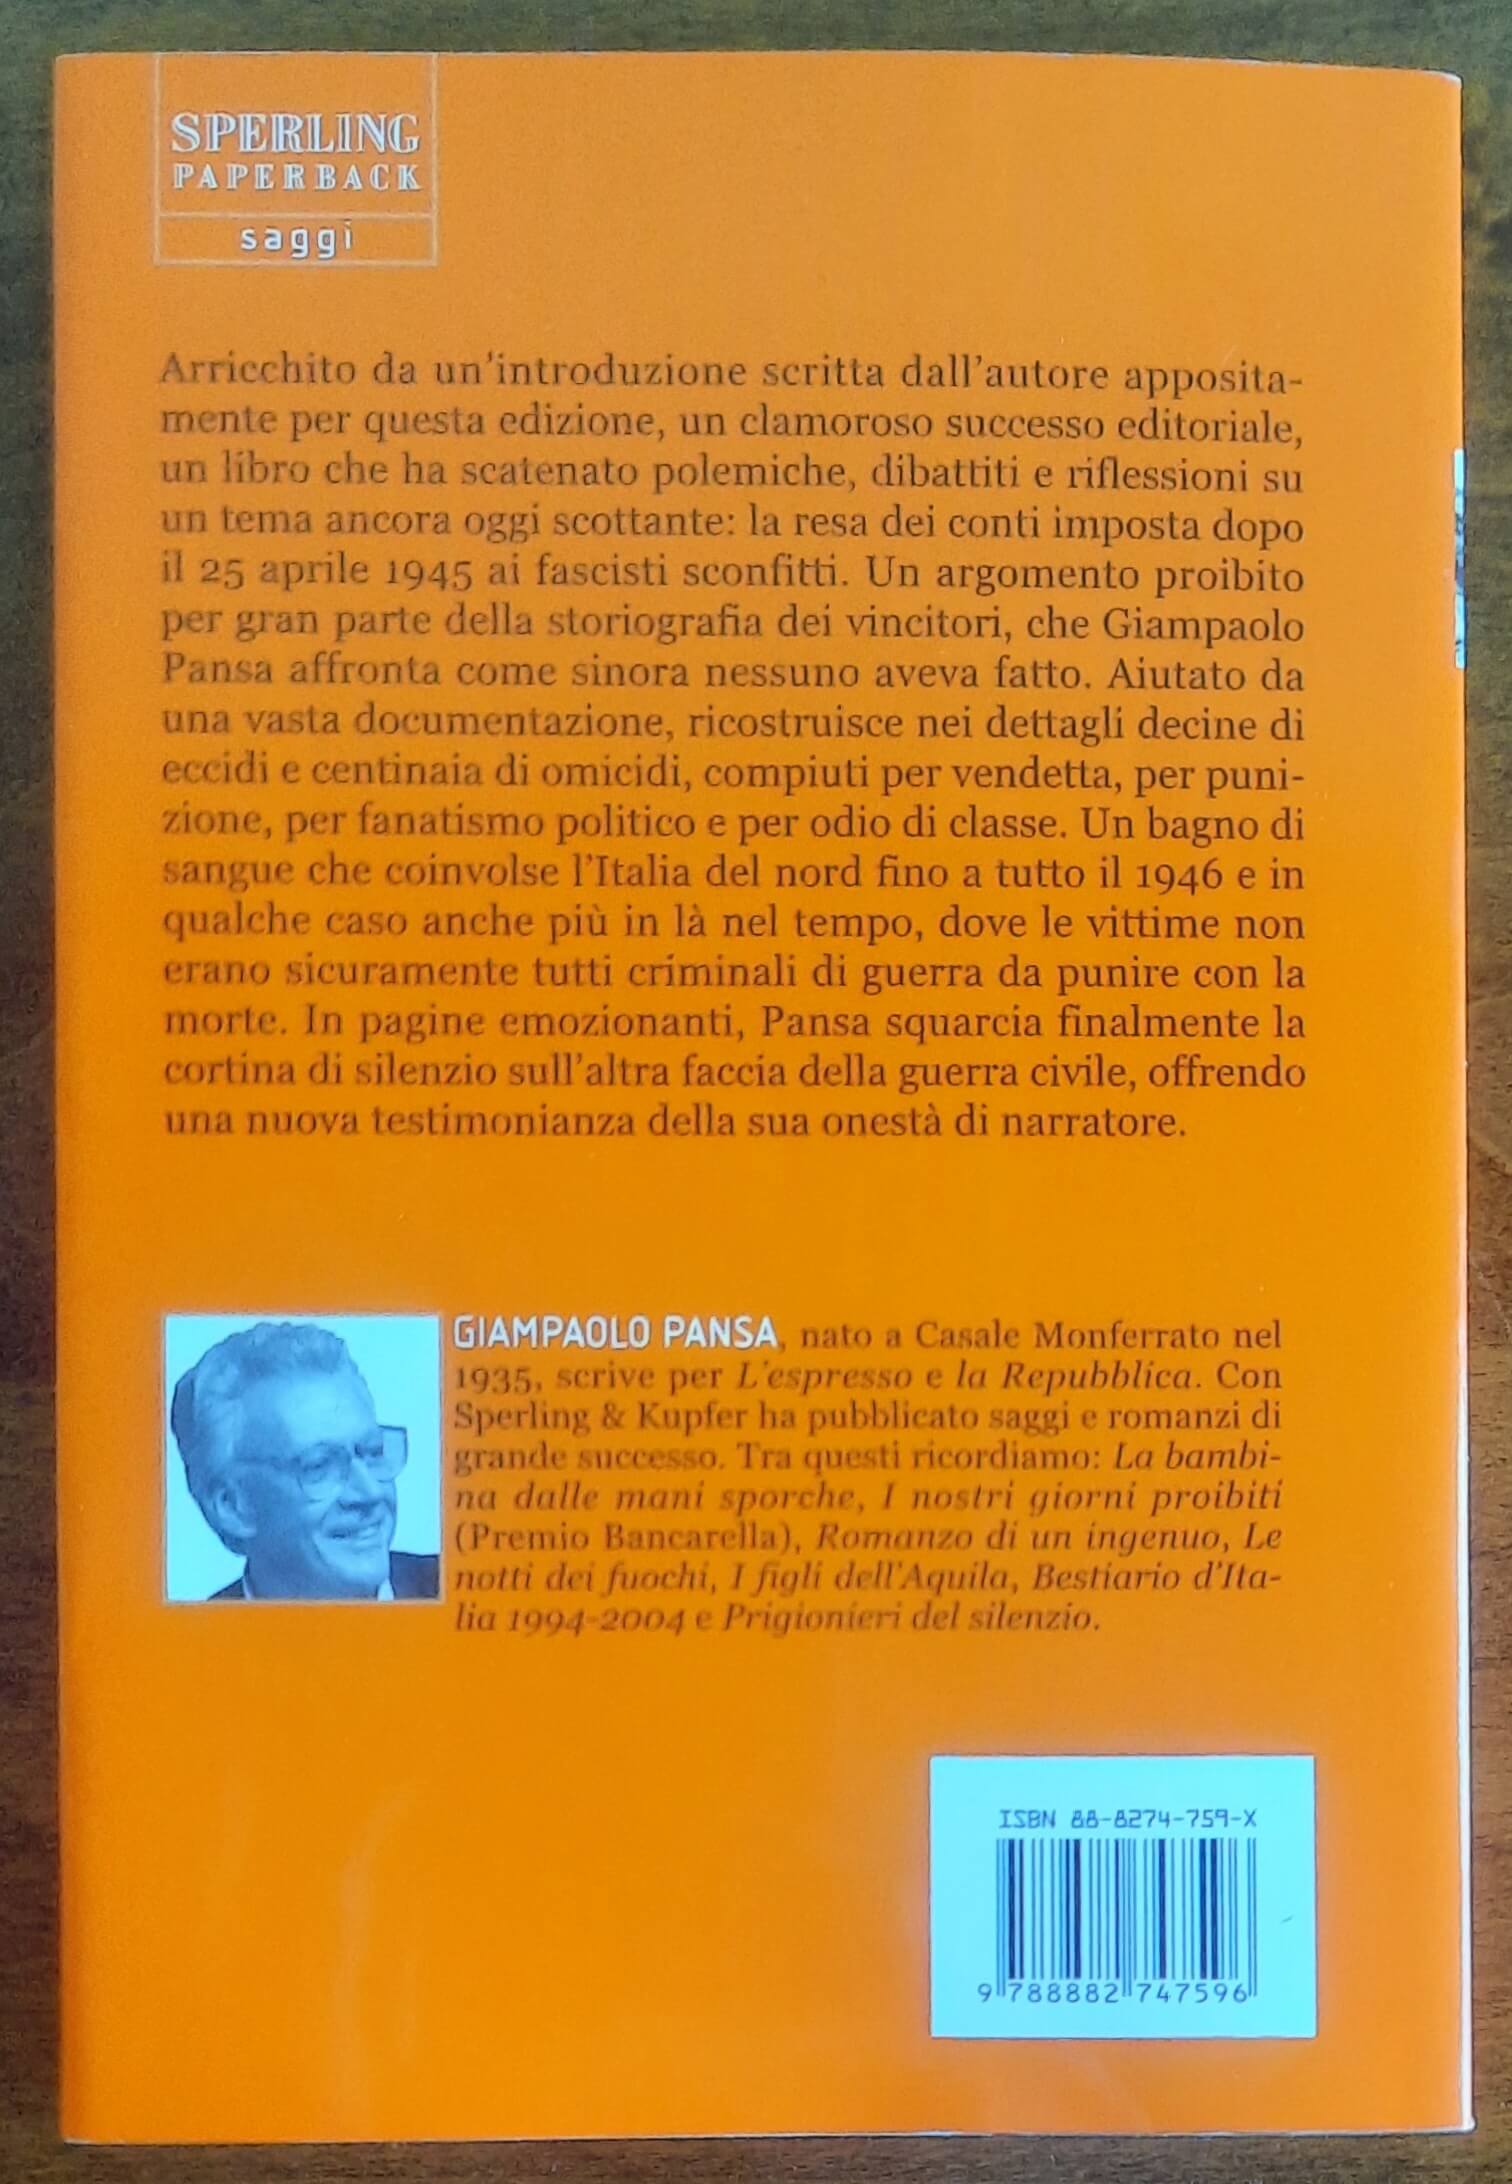 SPERLING
PAPERBACK
saggi
Arricchito da un'introduzione scritta dall'autore apposita-
mente per questa edizione, un clamoroso successo editoriale,
un libro che ha scatenato polemiche, dibattiti e riflessioni su
un tema ancora oggi scottante: la resa dei conti imposta dopo
il 25 aprile 1945 ai fascisti sconfitti. Un argomento proibito
per gran parte della storiografia dei vincitori, che Giampaolo
Pansa affronta come sinora nessuno aveva fatto. Aiutato da
una vasta documentazione, ricostruisce nei dettagli decine di
eccidi e centinaia di omicidi, compiuti per vendetta, per puni-
zione, per fanatismo politico e per odio di classe. Un bagno di
sangue che coinvolse l'Italia del nord fino a tutto il 1946 e in
qualche caso anche più in là nel tempo, dove le vittime non
erano sicuramente tutti criminali di guerra da punire con la
morte. In pagine emozionanti, Pansa squarcia finalmente la
cortina di silenzio sull'altra faccia della guerra civile, offrendo
una nuova testimonianza della sua onestà di narratore.
GIAMPAOLO PANSA, nato a Casale Monferrato nel
1935, scrive per L'espresso e la Repubblica. Con
Sperling & Kupfer ha pubblicato saggi e romanzi di
grande successo. Tra questi ricordiamo: La bambi-
na dalle mani sporche, I nostri giorni proibiti
(Premio Bancarella), Romanzo di un ingenuo, Le
notti dei fuochi, I figli dell'Aquila, Bestiario d'Ita-
lia 1994-2004 e Prigionieri del silenzio.
ISBN 88-8274-759-X
9 788882 747596